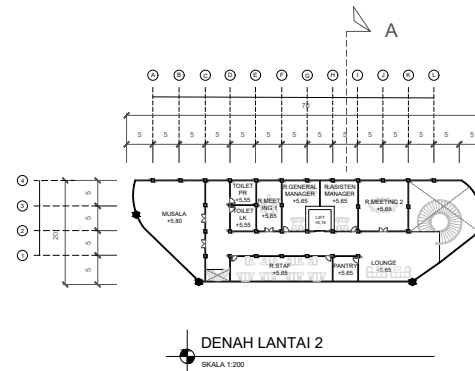 A
A B C D E F G H I J K L
70
5 5 5 5 5 5 5 5 5 5 5 5 5 5
4
3
2
1
20
5
5
5
5
MUSALA
+5,80
TOILET
PR
+5,55
TOILET
LK
+5,55
R.MEET
ING 1
+5,65
R.GENERAL
MANAGER
+5,65
LIFT
R.ASISTEN
MANAGER
+5,65
R.MEETING 2
+5,65
R.STAF
+5,65
PANTRY
+5,65
LOUNGE
+5,65
DENAH LANTAI 2
SKALA 1:200